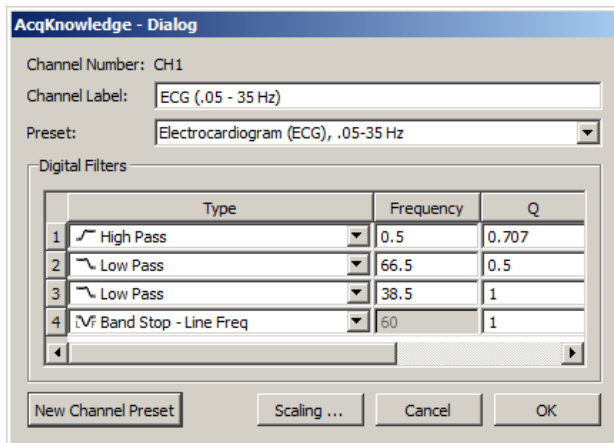 AcqKnowledge - Dialog
Channel Number: CH1
Channel Label: ECG (.05 - 35 Hz)
Preset: Electrocardiogram (ECG), .05-35 Hz
Digital Filters
Type Frequency Q
1 High Pass 0.5 0.707
2 Low Pass 66.5 0.5
3 Low Pass 38.5 1
4 Band Stop - Line Freq 60 1
New Channel Preset Scaling ... Cancel OK